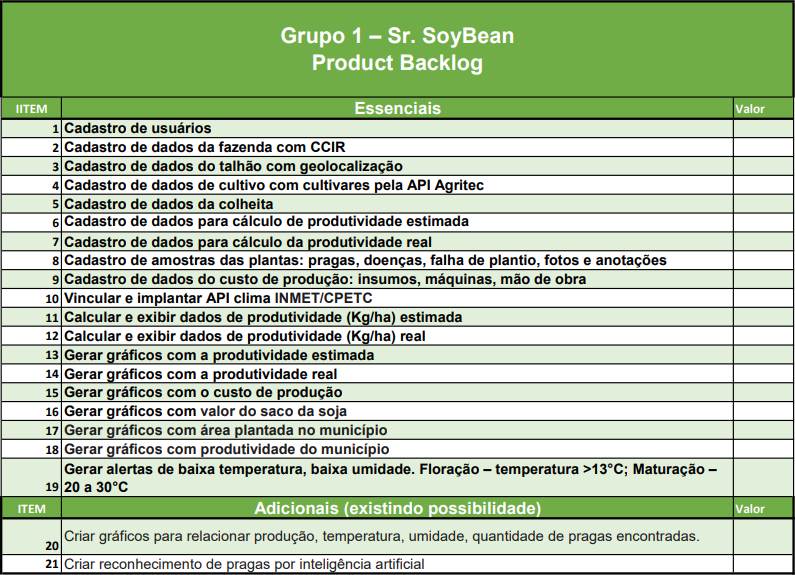 Grupo 1 – Sr. SoyBean
Product Backlog
IITEM Essenciais Valor
1 Cadastro de usuários
2 Cadastro de dados da fazenda com CCIR
3 Cadastro de dados do talhão com geolocalização
4 Cadastro de dados de cultivo com cultivares pela API Agritec
5 Cadastro de dados da colheita
6 Cadastro de dados para cálculo de produtividade estimada
7 Cadastro de dados para cálculo da produtividade real
8 Cadastro de amostras das plantas: pragas, doenças, falha de plantio, fotos e anotações
9 Cadastro de dados do custo de produção: insumos, máquinas, mão de obra
10 Vincular e implantar API clima INMET/CPETC
11 Calcular e exibir dados de produtividade (Kg/ha) estimada
12 Calcular e exibir dados de produtividade (Kg/ha) real
13 Gerar gráficos com a produtividade estimada
14 Gerar gráficos com a produtividade real
15 Gerar gráficos com o custo de produção
16 Gerar gráficos com valor do saco da soja
17 Gerar gráficos com área plantada no município
18 Gerar gráficos com produtividade do município
Gerar alertas de baixa temperatura, baixa umidade. Floração – temperatura >13°C; Maturação –
19 20 a 30°C
ITEM Adicionais (existindo possibilidade) Valor
20 Criar gráficos para relacionar produção, temperatura, umidade, quantidade de pragas encontradas.
21 Criar reconhecimento de pragas por inteligência artificial